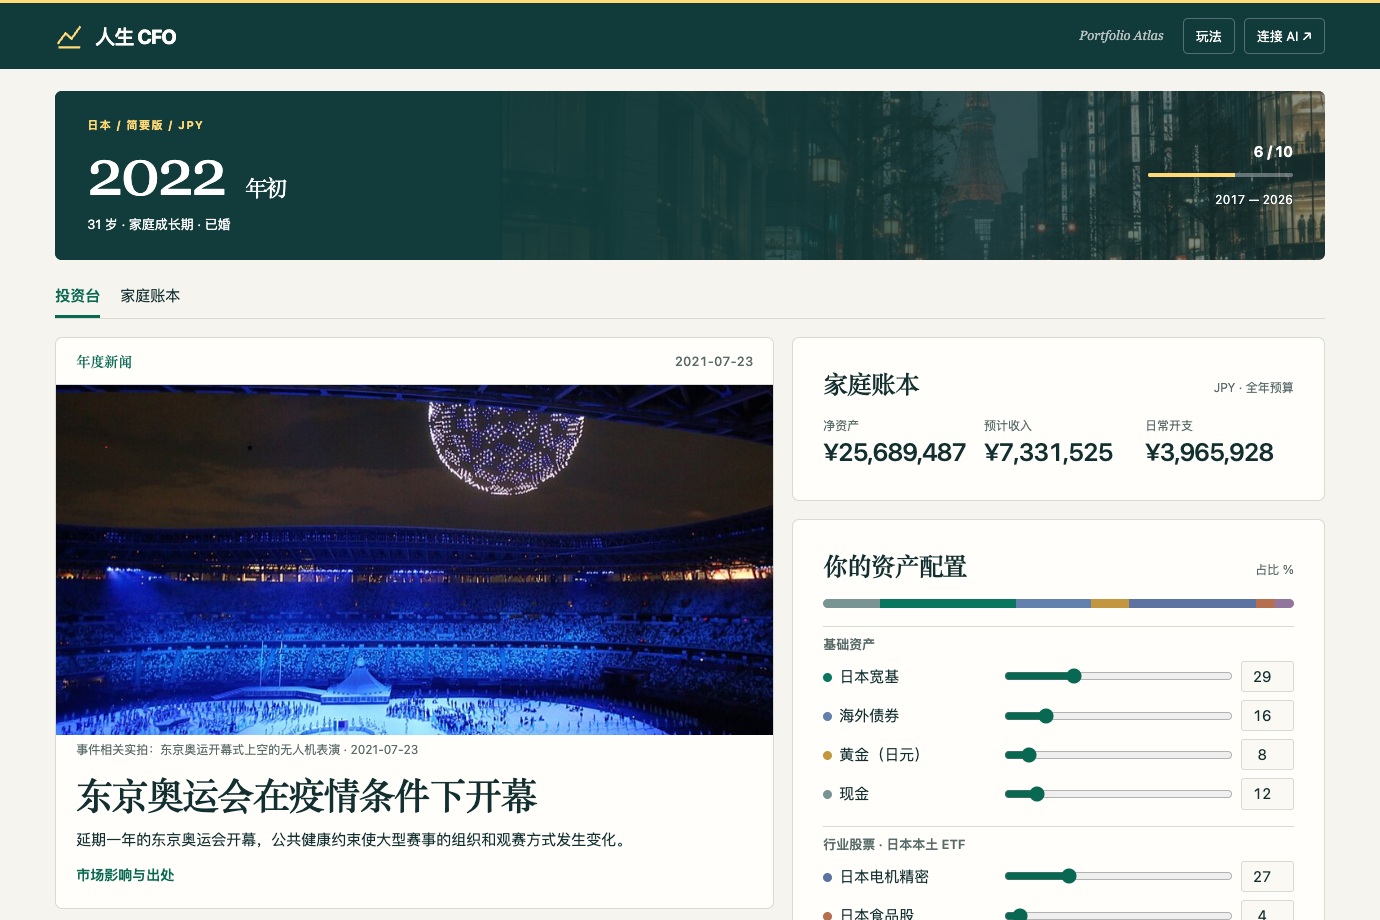 人生 CFO
Portfolio Atlas
玩法
连接 AI ↗
日本 / 简要版 / JPY
2022 年初
31 岁 · 家庭成长期 · 已婚
6 / 10
2017 — 2026
投资台
家庭账本
年度新闻
2021-07-23
事件相关实拍：东京奥运开幕式上空的无人机表演 · 2021-07-23
东京奥运会在疫情条件下开幕
延期一年的东京奥运会开幕，公共健康约束使大型赛事的组织和观赛方式发生变化。
市场影响与出处
家庭账本
JPY · 全年预算
净资产
预计收入
日常开支
¥25,689,487
¥7,331,525
¥3,965,928
你的资产配置
占比 %
基础资产
日本宽基 29
海外债券 16
黄金（日元） 8
现金 12
行业股票 · 日本本土 ETF
日本电机精密 27
日本食品股 4